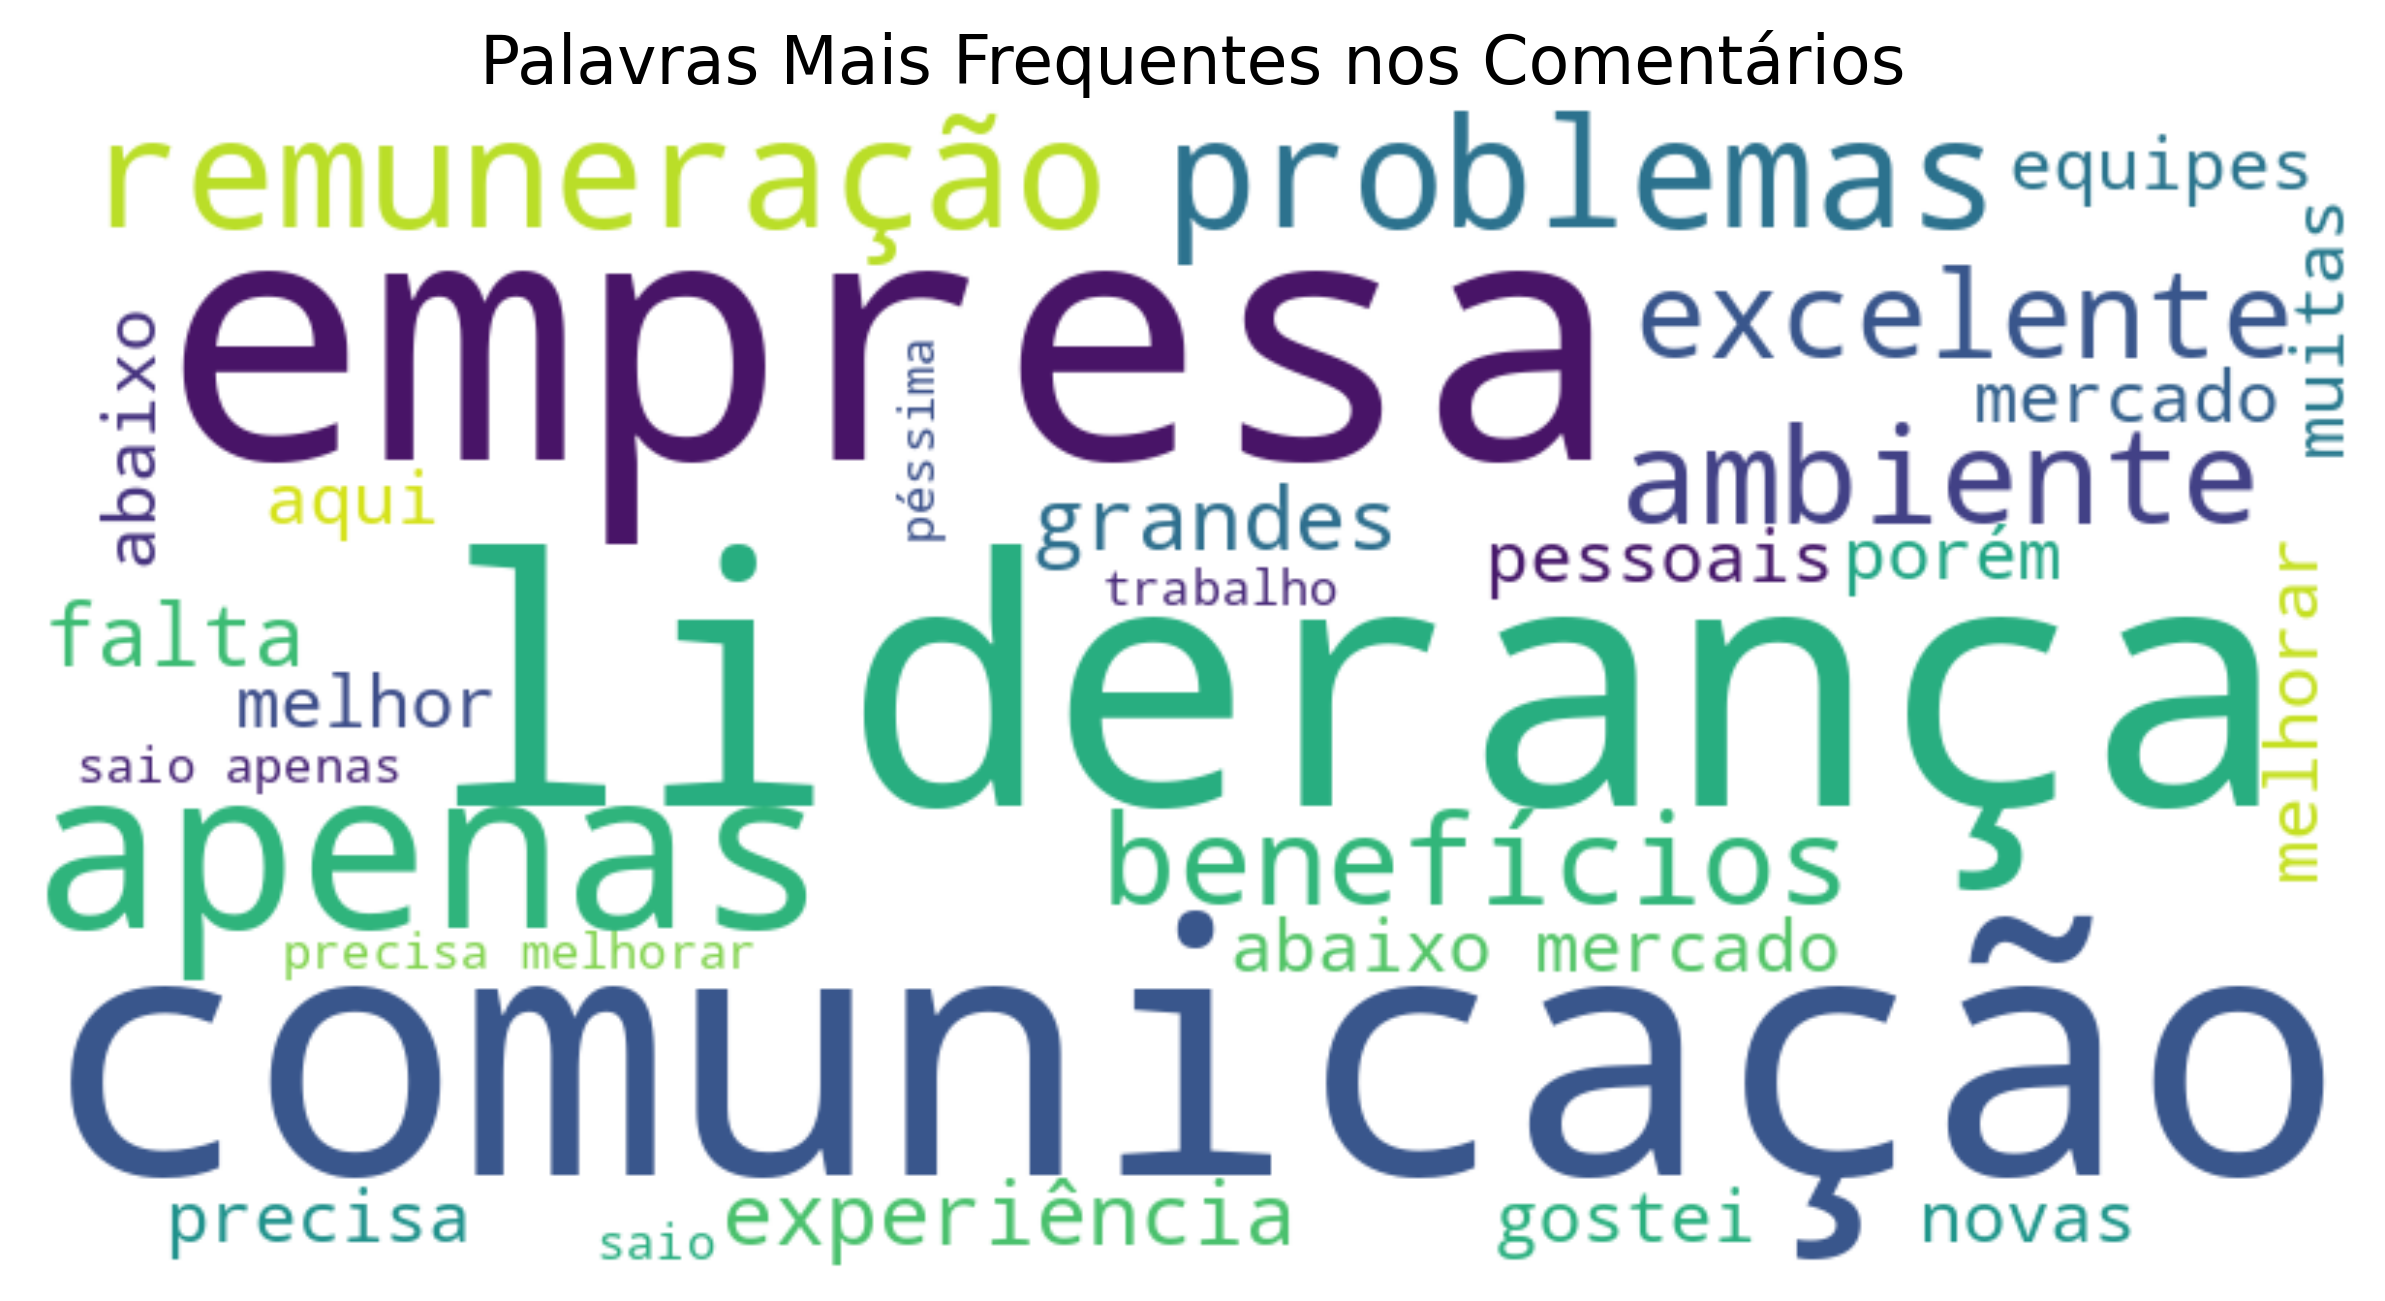 Palavras Mais Frequentes nos Comentários
remuneração
problemas
equipes
muitas
empresa
excelente
abaixo
péssima
mercado
aqui
grandes
ambiente
pessoais
porém
trabalho
falta
liderança
melhorar
melhor
saio apenas
apenas
benefícios
precisa melhorar
abaixo mercado
comunicação
precisa
saio
experiência
gostei
novas